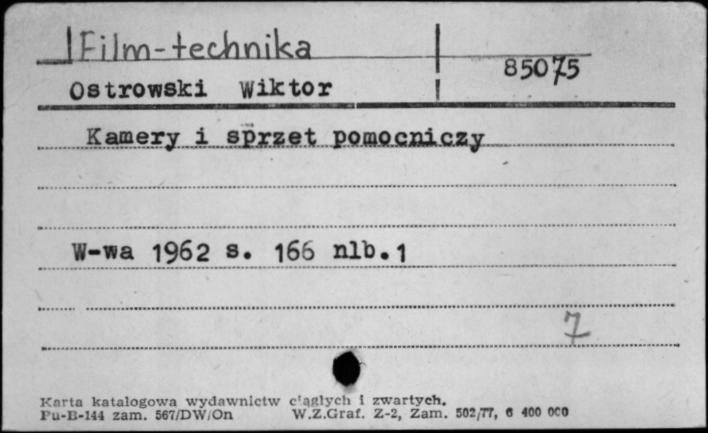 Film-technika
85075
Ostrowski Wiktor
Kamery i sprzet pomocniczy
W-wa 1962 s. 166 nlb.1
7
Karta katalogowa wydawnictw ciągłych i zwartych.
Pu-B-144 zam. 567/DW/On W.Z.Graf. Z-2, Zam. 502/77, 6 400 000